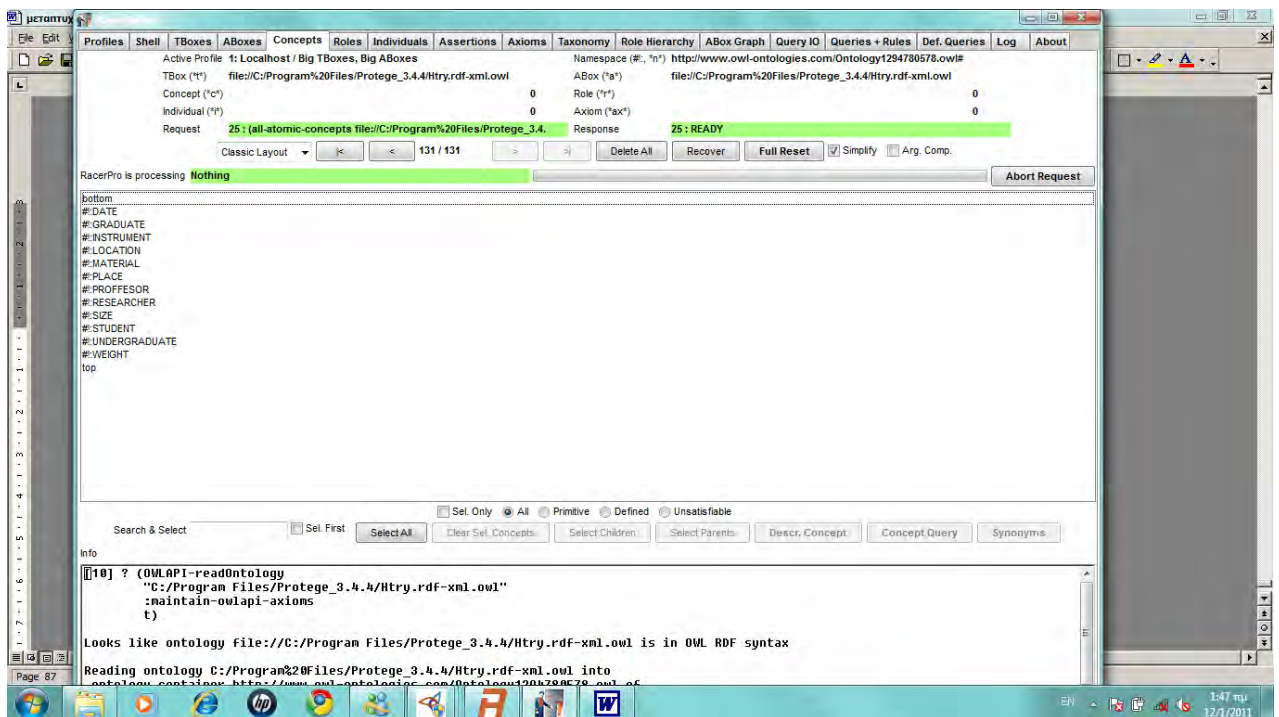 μεταπτυχ
File Edit
Profiles Shell TBoxes ABoxes Concepts Roles Individuals Assertions Axioms Taxonomy Role Hierarchy ABox Graph Query IO Queries + Rules Def. Queries Log About
Active Profile 1: Localhost / Big TBoxes, Big ABoxes Namespace (#!:, *n*) http://www.owl-ontologies.com/Ontology1294780578.owl#
TBox (*t*) file://C:/Program%20Files/Protege_3.4.4/Htry.rdf-xml.owl ABox (*a*) file://C:/Program%20Files/Protege_3.4.4/Htry.rdf-xml.owl
Concept (*c*) 0 Role (*r*) 0
Individual (*i*) 0 Axiom (*ax*) 0
Request 25 : (all-atomic-concepts file://C:/Program%20Files/Protege_3.4. Response 25 : READY
Classic Layout |< < 131 / 131 > >| Delete All Recover Full Reset Simplify Arg. Comp.
RacerPro is processing Nothing Abort Request
bottom
#!:DATE
#!:GRADUATE
#!:INSTRUMENT
#!:LOCATION
#!:MATERIAL
#!:PLACE
#!:PROFFESOR
#!:RESEARCHER
#!:SIZE
#!:STUDENT
#!:UNDERGRADUATE
#!:WEIGHT
top
Sel. Only All Primitive Defined Unsatisfiable
Search & Select Sel. First Select All Clear Sel. Concepts Select Children Select Parents Descr. Concept Concept Query Synonyms
Info
[10] ? (OWLAPI-readOntology
"C:/Program Files/Protege_3.4.4/Htry.rdf-xml.owl"
:maintain-owlapi-axioms
t)
Looks like ontology file://C:/Program Files/Protege_3.4.4/Htry.rdf-xml.owl is in OWL RDF syntax
Reading ontology C:/Program%20Files/Protege_3.4.4/Htry.rdf-xml.owl into
ontology container http://www.owl-ontologies.com/Ontology1294780578.owl of
Page 87
EN 1:47 πμ
12/1/2011